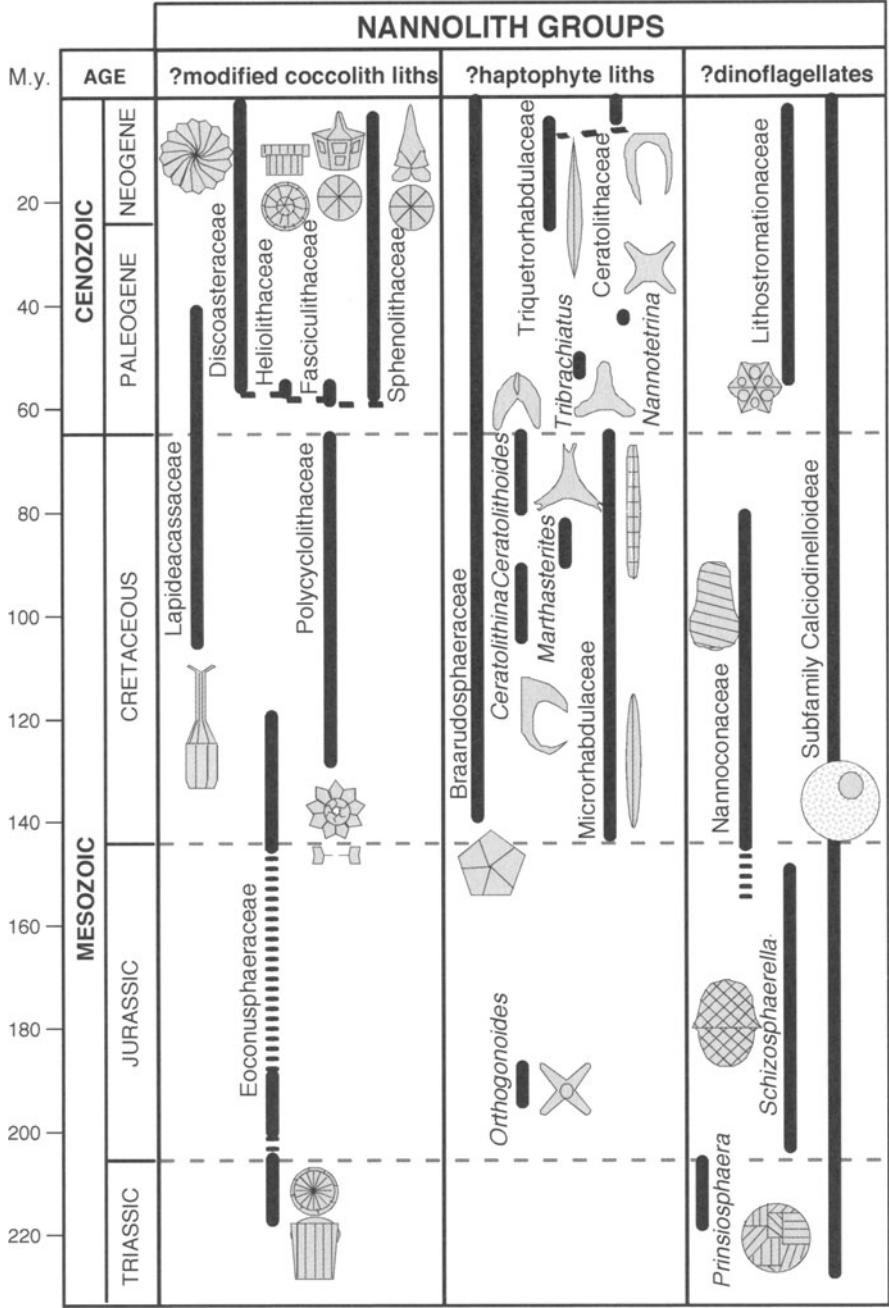 NANNOLITH GROUPS
M.y.
AGE
?modified coccolith liths
?haptophyte liths
?dinoflagellates
CENOZOIC
MESOZOIC
NEOGENE
PALEOGENE
CRETACEOUS
JURASSIC
TRIASSIC
20
40
60
80
100
120
140
160
180
200
220
Lapideacassaceae
Discoasteraceae
Heliolithaceae
Fasciculithaceae
Sphenolithaceae
Polycyclolithaceae
Eoconusphaeraceae
Braarudosphaeraceae
Triquetrorhabdulaceae
Ceratolithaceae
Tribrachiatus
Nannotetrina
Ceratolithina
Ceratolithoides
Marthasterites
Microrhabdulaceae
Orthogonoides
Lithostromationaceae
Nannoconaceae
Subfamily Calciodinelloideae
Schizosphaerella
Prinsiosphaera